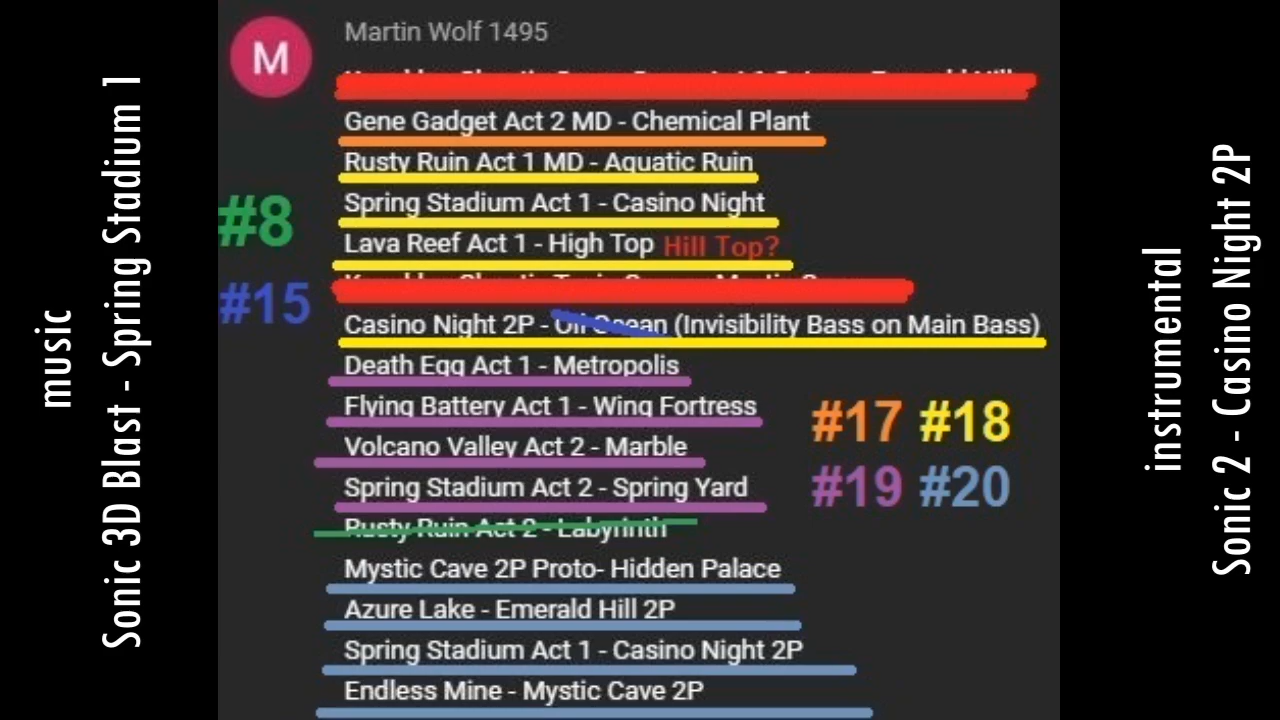 music
Sonic 3D Blast - Spring Stadium 1
M
Martin Wolf 1495
Gene Gadget Act 2 MD - Chemical Plant
Rusty Ruin Act 1 MD - Aquatic Ruin
Spring Stadium Act 1 - Casino Night
#8
Lava Reef Act 1 - High Top Hill Top?
#15
Casino Night 2P - Oil Ocean (Invisibility Bass on Main Bass)
Death Egg Act 1 - Metropolis
Flying Battery Act 1 - Wing Fortress
#17 #18
Volcano Valley Act 2 - Marble
Spring Stadium Act 2 - Spring Yard
#19 #20
Rusty Ruin Act 2 - Labyrinth
Mystic Cave 2P Proto- Hidden Palace
Azure Lake - Emerald Hill 2P
Spring Stadium Act 1 - Casino Night 2P
Endless Mine - Mystic Cave 2P
instrumental
Sonic 2 - Casino Night 2P